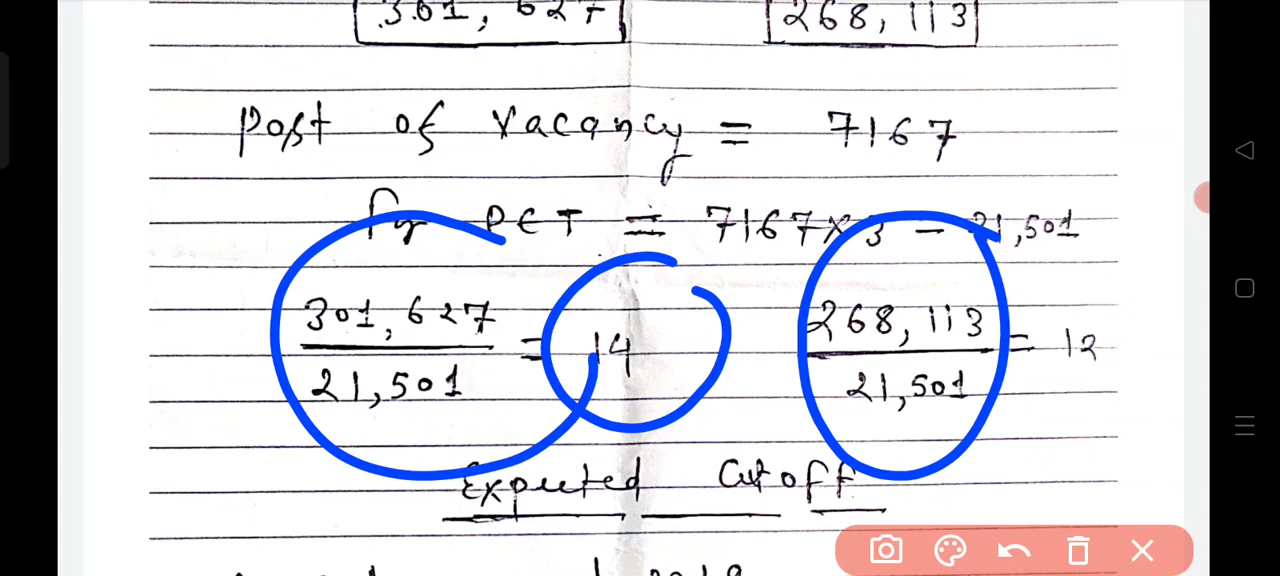 301, 627 268, 113
Post of Vacancy = 7167
for PET = 7167×3 = 21,501
301, 627 / 21,501 = 14 268, 113 / 21,501 = 12
Expected Cutoff